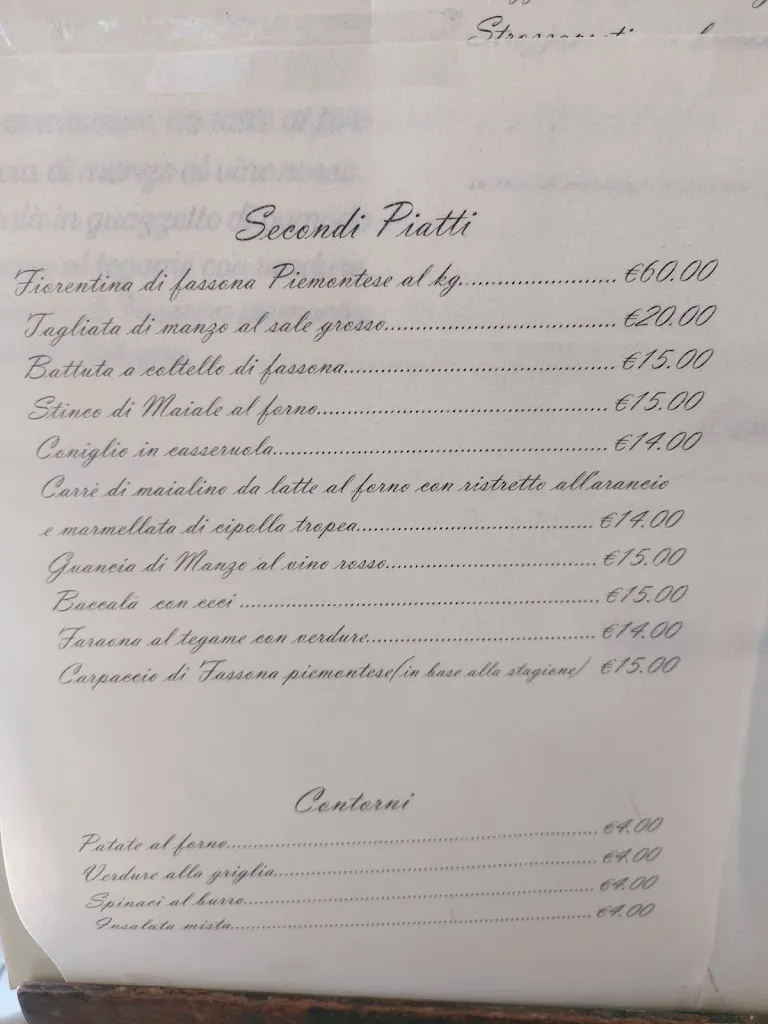 Secondi Piatti
Fiorentina di fassona Piemontese al kg.................... €60.00
Tagliata di manzo al sale grosso.............................. €20.00
Battuta a coltello di fassona................................... €15.00
Stinco di Maiale al forno........................................ €15.00
Coniglio in casseruola............................................. €14.00
Carrè di maialino da latte al forno con ristretto all'arancio
e marmellata di cipolla tropea................................ €14.00
Guancia di Manzo al vino rosso............................. €15.00
Baccalà con ceci ................................................ €15.00
Faraona al tegame con verdure............................... €14.00
Carpaccio di Fassona piemontese(in base alla stagione) €15.00
Contorni
Patate al forno...................................................... €4.00
Verdure alla griglia................................................ €4.00
Spinaci al burro..................................................... €4.00
Insalata mista....................................................... €4.00